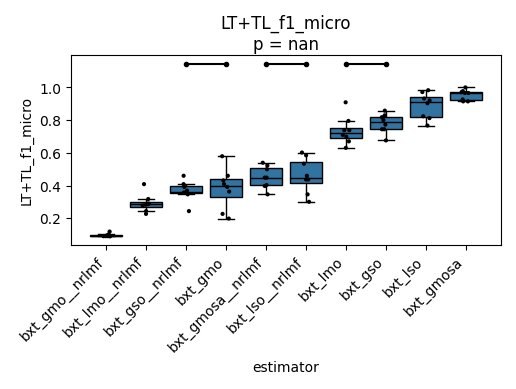 LT+TL_f1_micro
p = nan
LT+TL_f1_micro
1.0
0.8
0.6
0.4
0.2
bxt_gmo__nrlmf
bxt_lmo__nrlmf
bxt_gso__nrlmf
bxt_gmo
bxt_gmosa__nrlmf
bxt_lso__nrlmf
bxt_lmo
bxt_gso
bxt_lso
bxt_gmosa
estimator